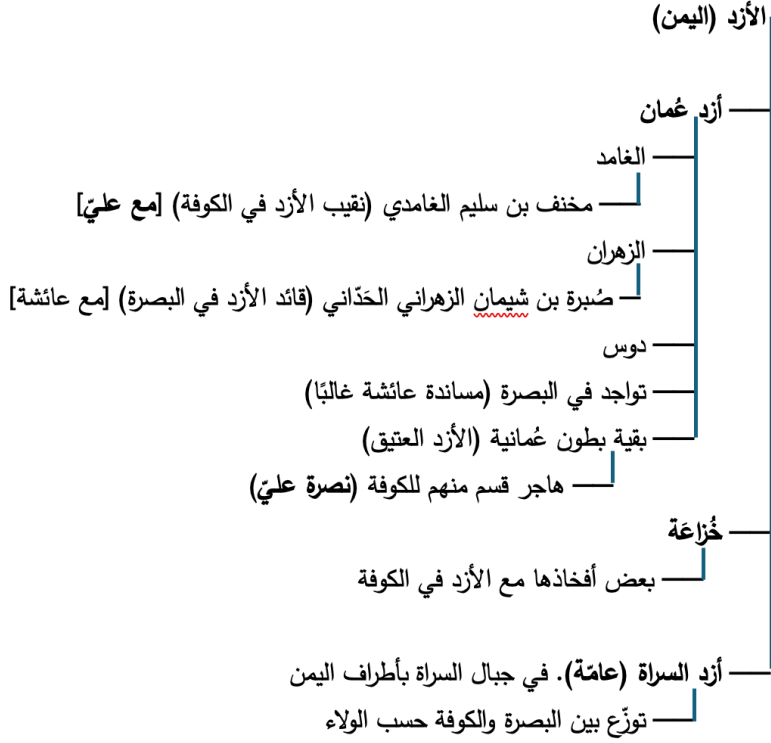 الأزد (اليمن)
أزد عُمان
الغامد
مخنف بن سليم الغامدي (نقيب الأزد في الكوفة) [مع عليّ]
الزهران
صُبرة بن شيمان الزهراني الحَدّاني (قائد الأزد في البصرة) [مع عائشة]
دوس
تواجد في البصرة (مساندة عائشة غالبًا)
بقية بطون عُمانية (الأزد العتيق)
هاجر قسم منهم للكوفة (نصرة عليّ)
خُزاعَة
بعض أفخاذها مع الأزد في الكوفة
أزد السراة (عامّة). في جبال السراة بأطراف اليمن
توزّع بين البصرة والكوفة حسب الولاء